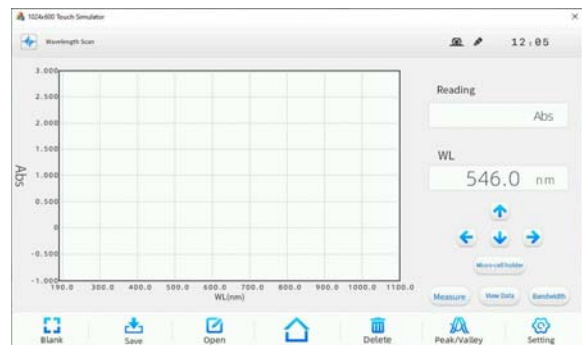 1024x600 Touch Simulator
Wavelength Scan
12:05
3.000
2.500
2.000
1.500
1.000
0.500
0
-0.500
-1.000
Abs
190.0 300.0 400.0 500.0 600.0 700.0 800.0 900.0 1000.0 1100.0
WL(nm)
Reading
Abs
WL
546.0 nm
Micro-cell holder
Measure View Data Bandwidth
Blank Save Open Delete Peak/Valley Setting